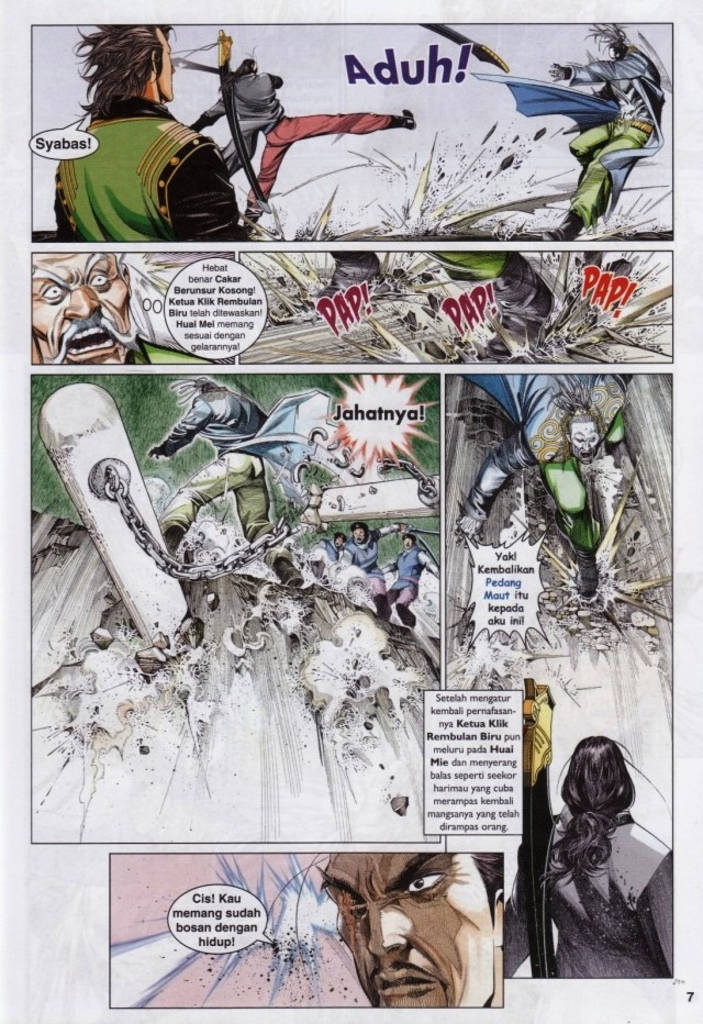 Aduh!
Syabas!
Hebat
benar Cakar
Berunsur Kosong!
Ketua Klik Rembulan
Biru telah ditewaskan!
Huai Mei memang
sesuai dengan
gelarannya!
PAP!
PAP!
PAP!
Jahatnya!
Yak!
Kembalikan
Pedang
Maut itu
kepada
aku ini!
Setelah mengatur
kembali pernafasan-
nya Ketua Klik
Rembulan Biru pun
meluru pada Huai
Mie dan menyerang
balas seperti seekor
harimau yang cuba
merampas kembali
mangsanya yang telah
dirampas orang.
Cis! Kau
memang sudah
bosan dengan
hidup!
7